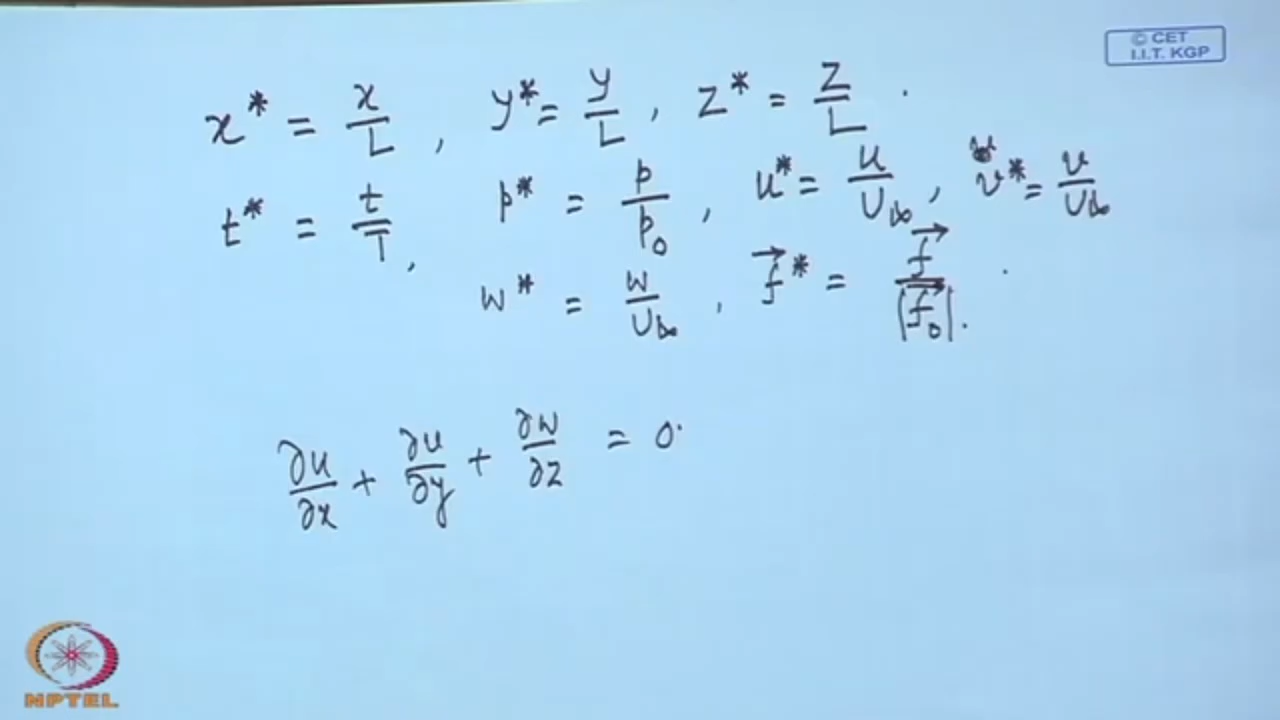 © CET
I.I.T. KGP
x* = x/L , y* = y/L , z* = z/L .
t* = t/T , p* = p/p₀ , u* = u/U∞ , v* = v/U∞
w* = w/U∞ , f⃗* = f⃗/|f⃗₀| .
∂u/∂x + ∂u/∂y + ∂w/∂z = 0.
NPTEL